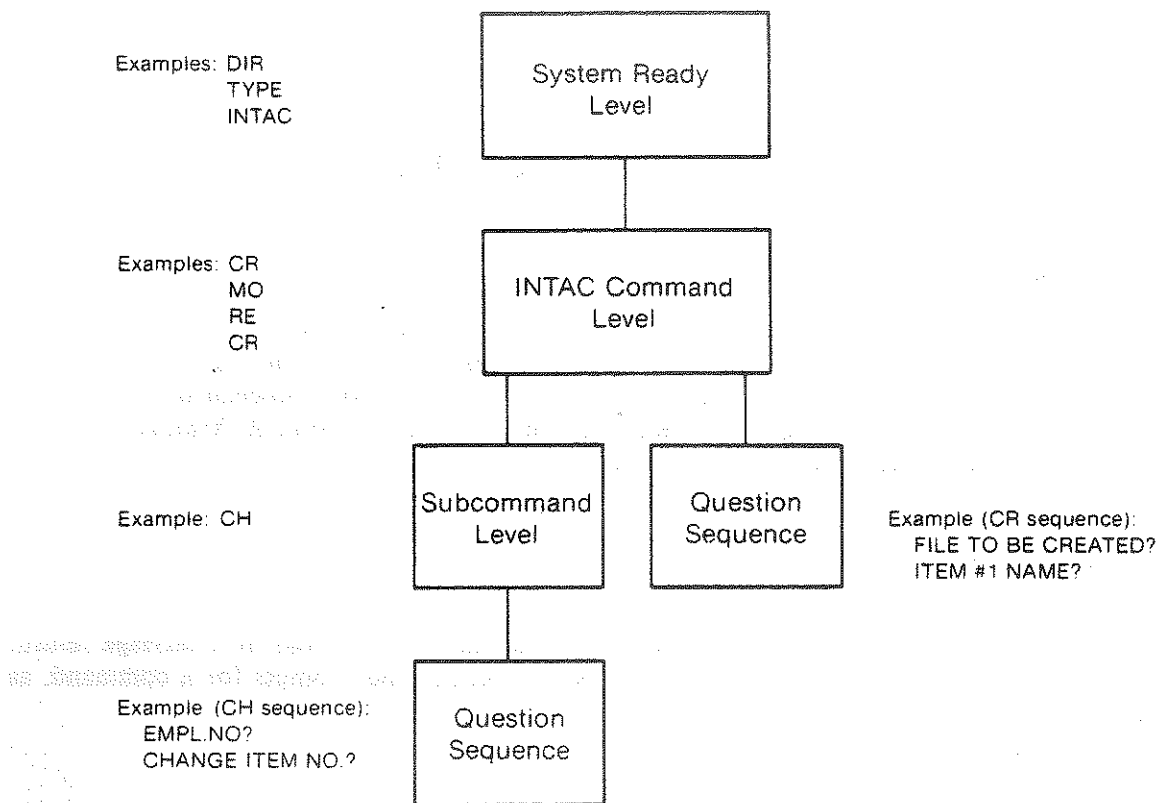 Examples: DIR
TYPE
INTAC
System Ready
Level
Examples: CR
MO
RE
CR
INTAC Command
Level
Example: CH
Subcommand
Level
Question
Sequence
Example (CR sequence):
FILE TO BE CREATED?
ITEM #1 NAME?
Example (CH sequence):
EMPL.NO?
CHANGE ITEM NO.?
Question
Sequence